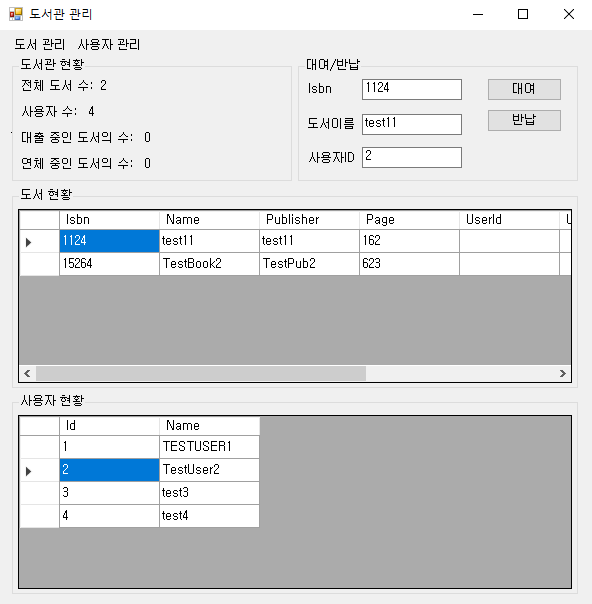 도서관 관리
도서 관리 사용자 관리
도서관 현황
전체 도서 수: 2
사용자 수: 4
대출 중인 도서의 수: 0
연체 중인 도서의 수: 0
대여/반납
Isbn 1124 대여
도서이름 test11 반납
사용자ID 2
도서 현황
Isbn Name Publisher Page UserId U
1124 test11 test11 162
15264 TestBook2 TestPub2 623
사용자 현황
Id Name
1 TESTUSER1
2 TestUser2
3 test3
4 test4